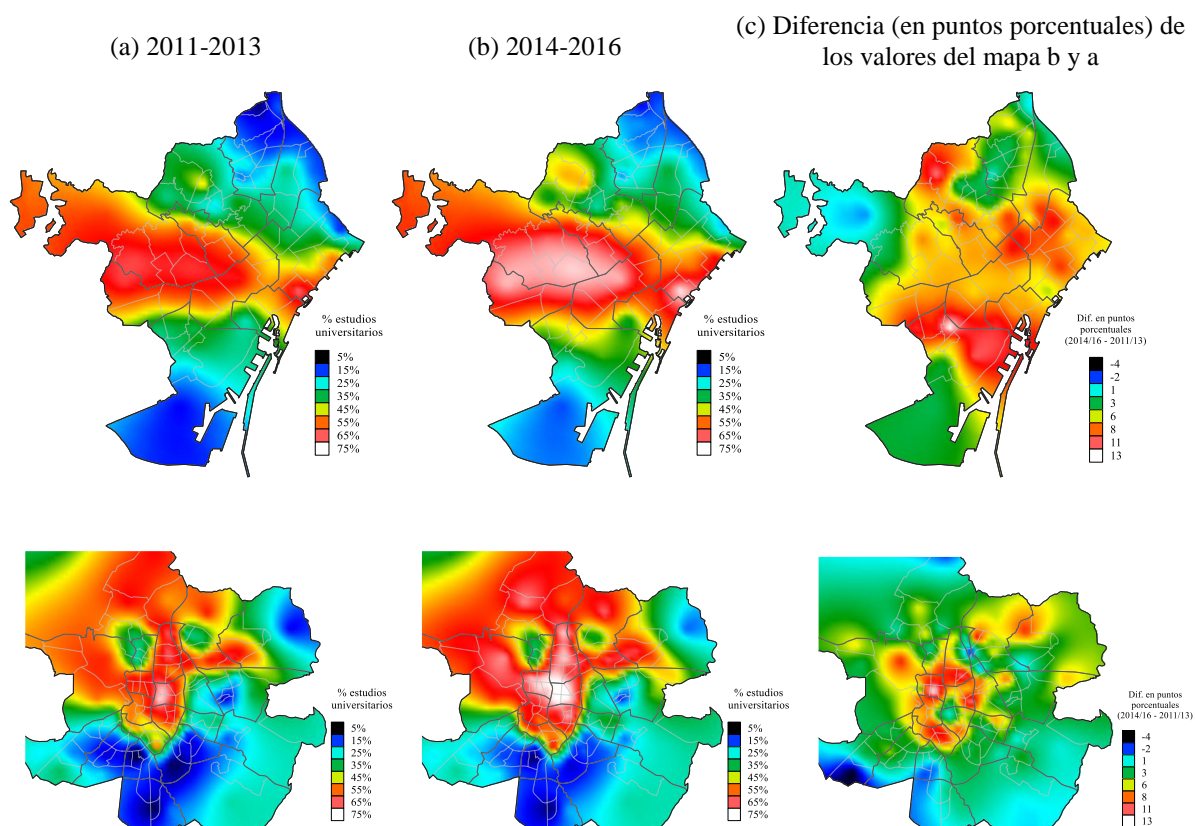 (a) 2011-2013
(b) 2014-2016
(c) Diferencia (en puntos porcentuales) de
los valores del mapa b y a
% estudios
universitarios
5%
15%
25%
35%
45%
55%
65%
75%
% estudios
universitarios
5%
15%
25%
35%
45%
55%
65%
75%
Dif. en puntos
porcentuales
(2014/16 - 2011/13)
-4
-2
1
3
6
8
11
13
% estudios
universitarios
5%
15%
25%
35%
45%
55%
65%
75%
% estudios
universitarios
5%
15%
25%
35%
45%
55%
65%
75%
Dif. en puntos
porcentuales
(2014/16 - 2011/13)
-4
-2
1
3
6
8
11
13